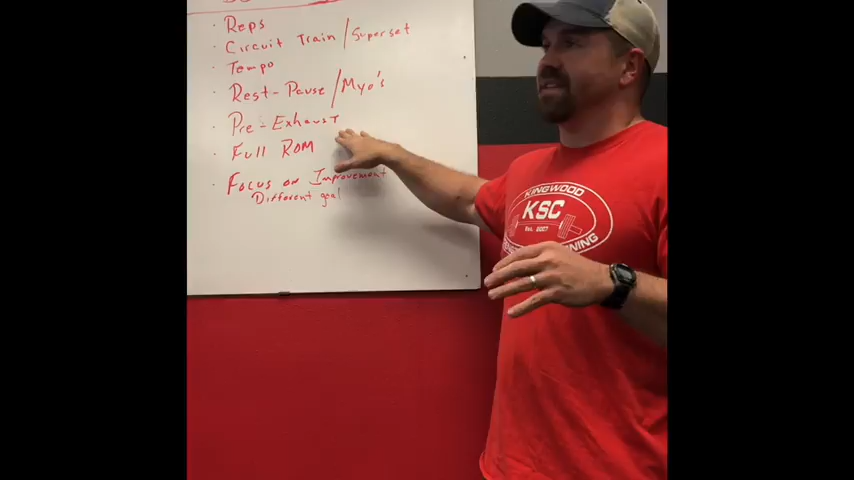 · Reps
· Circuit Train / Superset
· Tempo
· Rest-Pause / Myo's
· Pre-Exhaust
· Full ROM
· Focus on Improvement
Different goal
KINGWOOD
KSC
Est. 2007